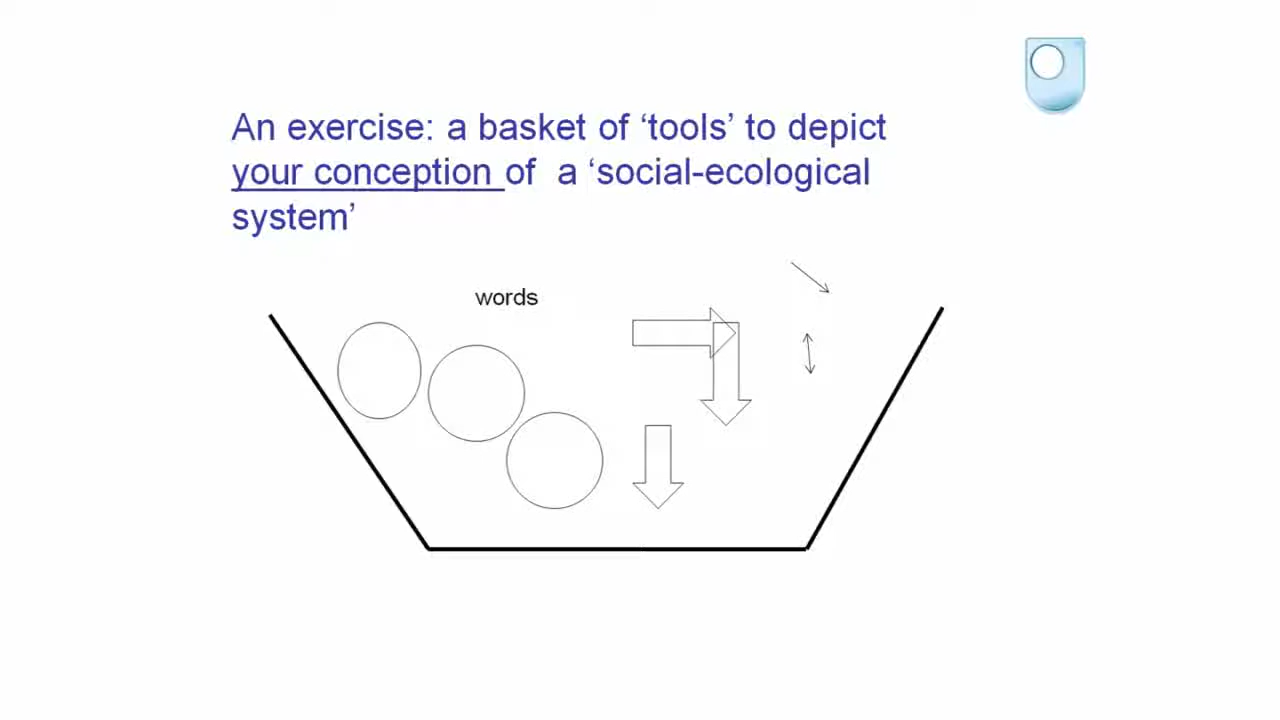 An exercise: a basket of ‘tools’ to depict
your conception of a ‘social-ecological
system’
words